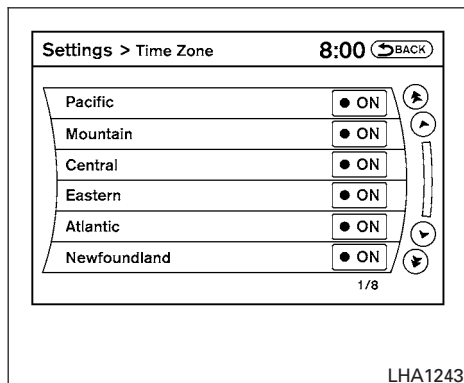 Settings > Time Zone 8:00 BACK
Pacific ON
Mountain ON
Central ON
Eastern ON
Atlantic ON
Newfoundland ON
1/8
LHA1243